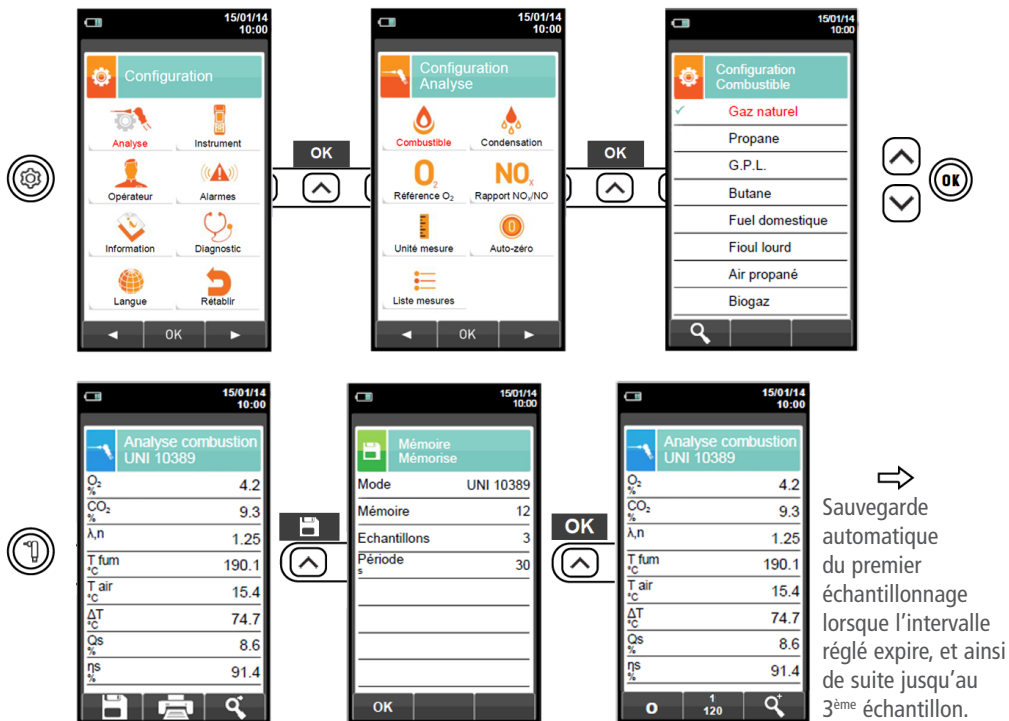 15/01/14
10:00
Configuration
Analyse
Instrument
Opérateur
Alarmes
Information
Diagnostic
Langue
Rétablir
OK
OK
15/01/14
10:00
Configuration
Analyse
Combustible
Condensation
O2
NOx
Référence O2
Rapport NOx/NO
Unité mesure
0
Auto-zéro
Liste mesures
OK
OK
15/01/14
10:00
Configuration
Combustible
Gaz naturel
Propane
G.P.L.
Butane
Fuel domestique
Fioul lourd
Air propané
Biogaz
OK
15/01/14
10:00
Analyse combustion
UNI 10389
O2 % 4.2
CO2 % 9.3
λ,n 1.25
T fum °C 190.1
T air °C 15.4
ΔT °C 74.7
Qs % 8.6
ηs % 91.4
15/01/14
10:00
Mémoire
Mémorise
Mode UNI 10389
Mémoire 12
Echantillons 3
Période s 30
OK
OK
15/01/14
10:00
Analyse combustion
UNI 10389
O2 % 4.2
CO2 % 9.3
λ,n 1.25
T fum °C 190.1
T air °C 15.4
ΔT °C 74.7
Qs % 8.6
ηs % 91.4
o
1
120
Sauvegarde
automatique
du premier
échantillonnage
lorsque l'intervalle
réglé expire, et ainsi
de suite jusqu'au
3ème échantillon.